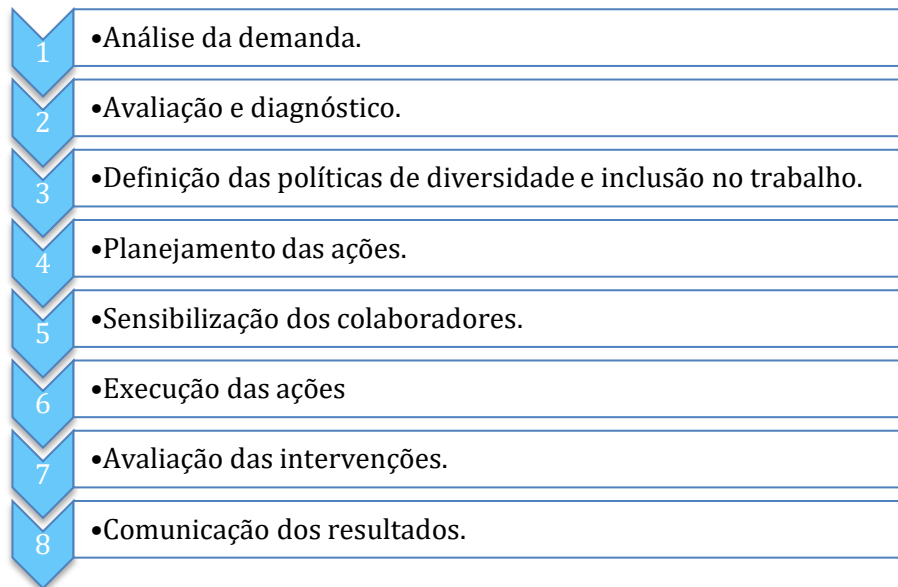 1 •Análise da demanda.
2 •Avaliação e diagnóstico.
3 •Definição das políticas de diversidade e inclusão no trabalho.
4 •Planejamento das ações.
5 •Sensibilização dos colaboradores.
6 •Execução das ações
7 •Avaliação das intervenções.
8 •Comunicação dos resultados.